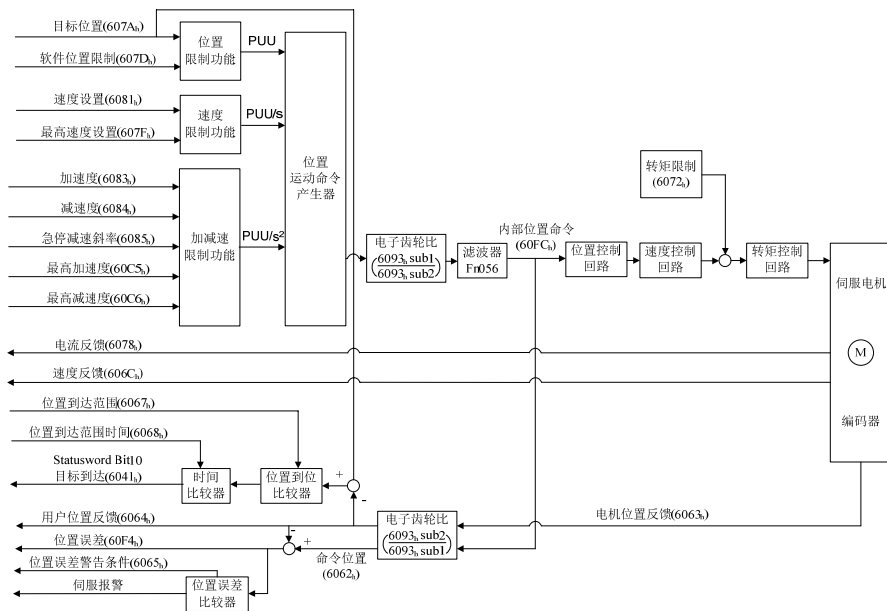 目标位置(607Ah)
软件位置限制(607Dh)
位置
限制功能
PUU
速度设置(6081h)
最高速度设置(607Fh)
速度
限制功能
PUU/s
加速度(6083h)
减速度(6084h)
急停减速斜率(6085h)
最高加速度(60C5h)
最高减速度(60C6h)
加减速
限制功能
PUU/s²
位置
运动命令
产生器
电子齿轮比
(6093h sub1
6093h sub2)
滤波器
Fn056
内部位置命令
(60FCh)
位置控制
回路
速度控制
回路
转矩限制
(6072h)
转矩控制
回路
伺服电机
M
编码器
电流反馈(6078h)
速度反馈(606Ch)
位置到达范围(6067h)
位置到达范围时间(6068h)
Statusword Bit10
目标到达(6041h)
时间
比较器
位置到位
比较器
+
-
用户位置反馈(6064h)
位置误差(60F4h)
-
+
命令位置
(6062h)
电子齿轮比
(6093h sub2
6093h sub1)
电机位置反馈(6063h)
位置误差警告条件(6065h)
伺服报警
位置误差
比较器